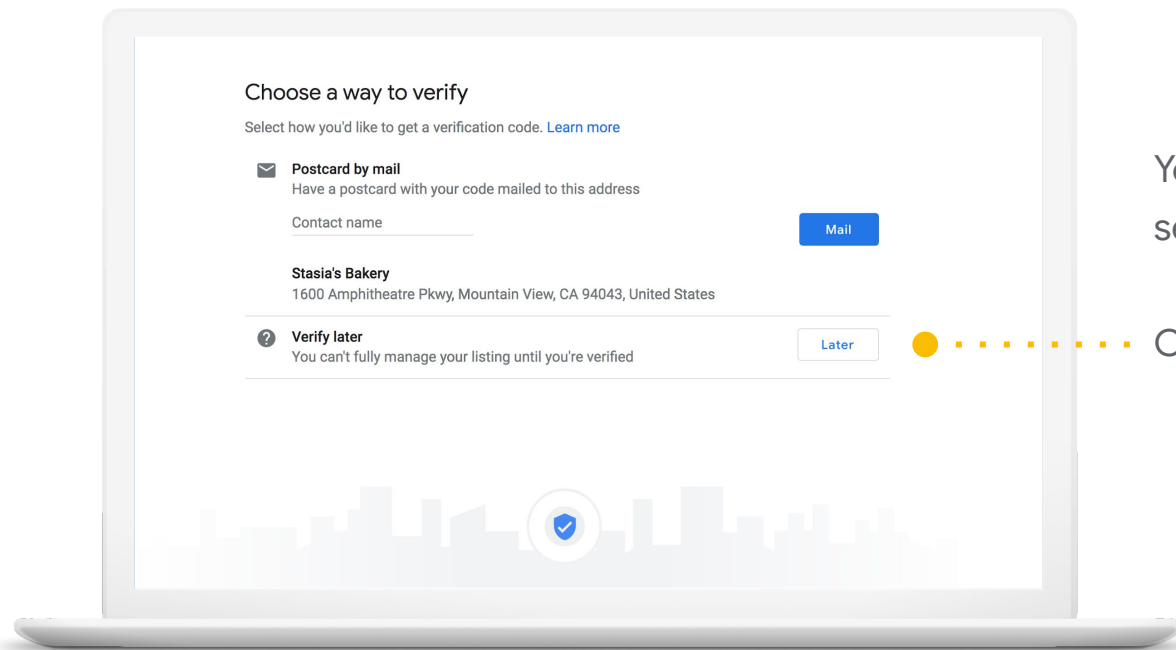 Choose a way to verify
Select how you'd like to get a verification code. Learn more
Postcard by mail
Have a postcard with your code mailed to this address
Contact name
Mail
Stasia's Bakery
1600 Amphitheatre Pkwy, Mountain View, CA 94043, United States
Verify later
You can't fully manage your listing until you're verified
Later